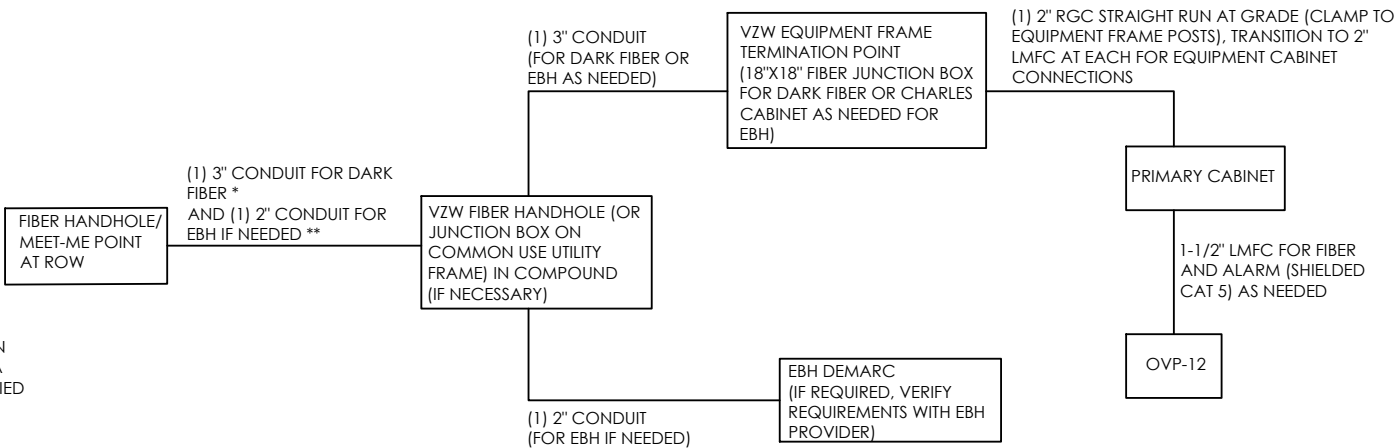 FIBER HANDHOLE/
MEET-ME POINT
AT ROW
(1) 3" CONDUIT FOR DARK
FIBER *
AND (1) 2" CONDUIT FOR
EBH IF NEEDED **
VZW FIBER HANDHOLE (OR
JUNCTION BOX ON
COMMON USE UTILITY
FRAME) IN COMPOUND
(IF NECESSARY)
(1) 3" CONDUIT
(FOR DARK FIBER OR
EBH AS NEEDED)
VZW EQUIPMENT FRAME
TERMINATION POINT
(18"X18" FIBER JUNCTION BOX
FOR DARK FIBER OR CHARLES
CABINET AS NEEDED FOR
EBH)
(1) 2" RGC STRAIGHT RUN AT GRADE (CLAMP TO
EQUIPMENT FRAME POSTS), TRANSITION TO 2"
LMFC AT EACH FOR EQUIPMENT CABINET
CONNECTIONS
PRIMARY CABINET
1-1/2" LMFC FOR FIBER
AND ALARM (SHIELDED
CAT 5) AS NEEDED
OVP-12
(1) 2" CONDUIT
(FOR EBH IF NEEDED)
EBH DEMARC
(IF REQUIRED, VERIFY
REQUIREMENTS WITH EBH
PROVIDER)